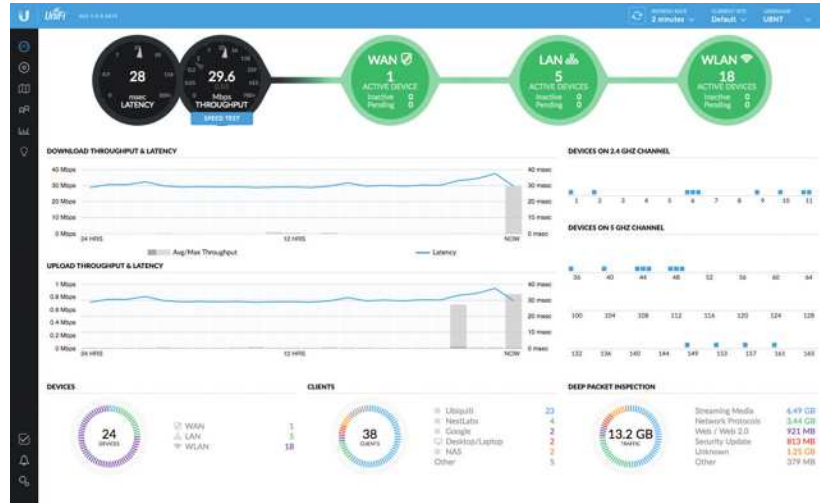 UniFi
REFRESH RATE
2 minutes
CURRENT SITE
Default
USERNAME
UBNT
28
msec
LATENCY
29.6
Mbps
THROUGHPUT
SPEED TEST
WAN
1
ACTIVE DEVICE
Inactive 0
Pending 0
LAN
5
ACTIVE DEVICES
Inactive 0
Pending 0
WLAN
18
ACTIVE DEVICES
Inactive 0
Pending 0
DOWNLOAD THROUGHPUT & LATENCY
40 Mbps 40 msec
30 Mbps 30 msec
20 Mbps 20 msec
10 Mbps 10 msec
0 Mbps 0 msec
24 HRS 12 HRS NOW
Avg/Max Throughput Latency
UPLOAD THROUGHPUT & LATENCY
1 Mbps 40 msec
0.8 Mbps 30 msec
0.6 Mbps
0.4 Mbps 20 msec
0.2 Mbps 10 msec
0 Mbps 0 msec
24 HRS 12 HRS NOW
DEVICES ON 2.4 GHZ CHANNEL
1 2 3 4 5 6 7 8 9 10 11
DEVICES ON 5 GHZ CHANNEL
36 40 44 48 52 56 60 64
100 104 108 112 116 120 124 128
132 136 140 144 149 153 157 161 165
DEVICES
24
DEVICES
WAN 1
LAN 5
WLAN 18
CLIENTS
38
CLIENTS
Ubiquiti 23
NestLabs 4
Google 2
Desktop/Laptop 2
NAS 2
Other 5
DEEP PACKET INSPECTION
13.2 GB
TRAFFIC
Streaming Media 6.49 GB
Network Protocols 3.44 GB
Web / Web 2.0 921 MB
Security Update 813 MB
Unknown 1.25 GB
Other 379 MB